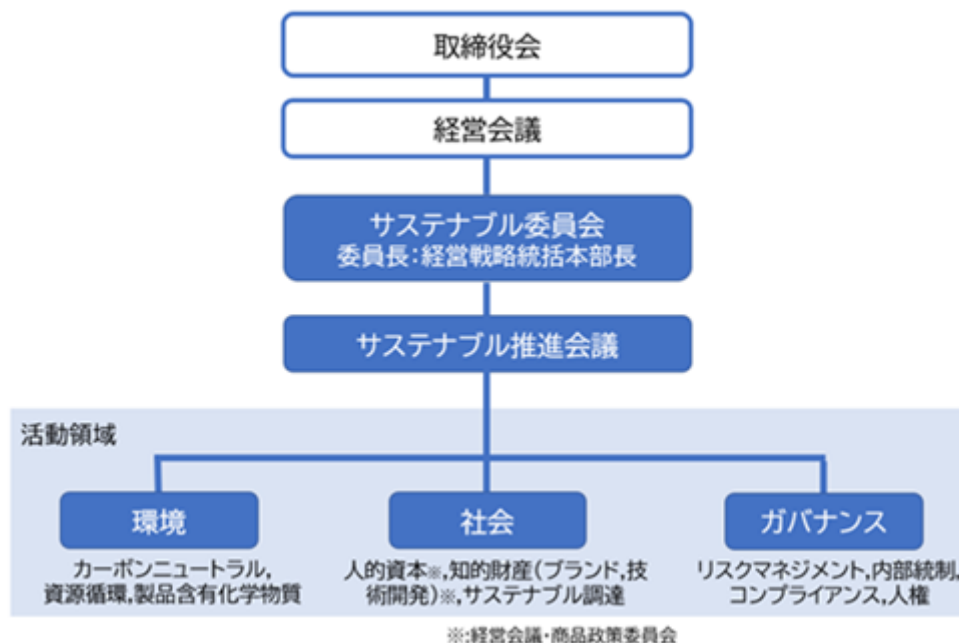 取締役会
経営会議
サステナブル委員会
委員長：経営戦略統括本部長
サステナブル推進会議
活動領域
環境
カーボンニュートラル,
資源循環,製品含有化学物質
社会
人的資本※,知的財産（ブランド,技
術開発）※,サステナブル調達
ガバナンス
リスクマネジメント,内部統制,
コンプライアンス,人権
※:経営会議・商品政策委員会